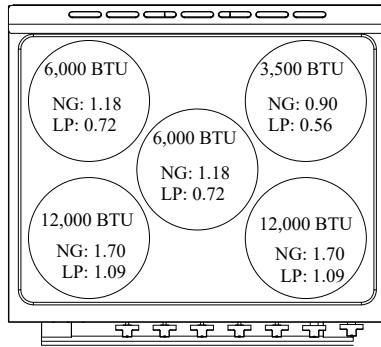 6,000 BTU
NG: 1.18
LP: 0.72
3,500 BTU
NG: 0.90
LP: 0.56
6,000 BTU
NG: 1.18
LP: 0.72
12,000 BTU
NG: 1.70
LP: 1.09
12,000 BTU
NG: 1.70
LP: 1.09